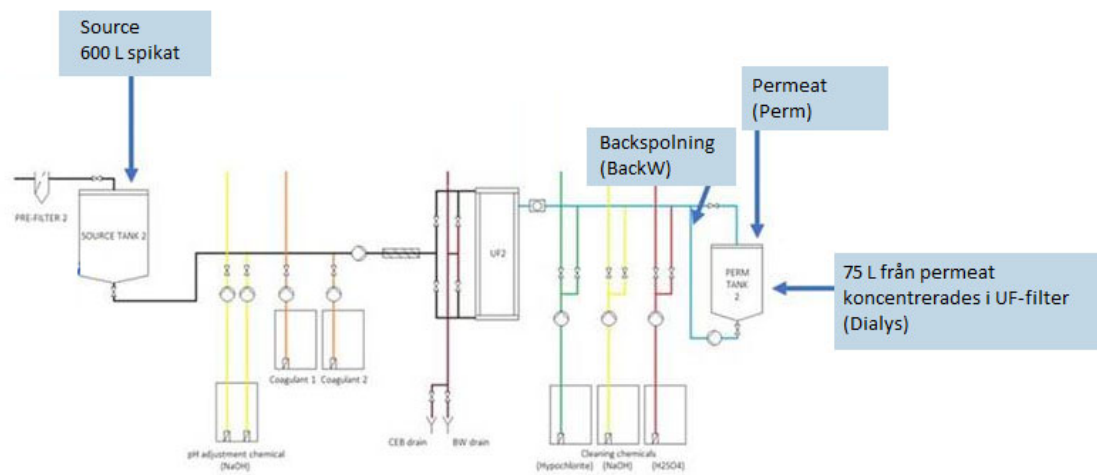 Source
600 L spikat
Permeat
(Perm)
Backspolning
(BackW)
PRE-FILTER 2
SOURCE TANK 2
UF2
PERM
TANK
2
75 L från permeat
koncentrerades i UF-filter
(Dialys)
Coagulant 1
Coagulant 2
pH adjustment chemical
(NaOH)
CEB drain
BW drain
Cleaning chemicals
(Hypochlorite)
(NaOH)
(H2SO4)